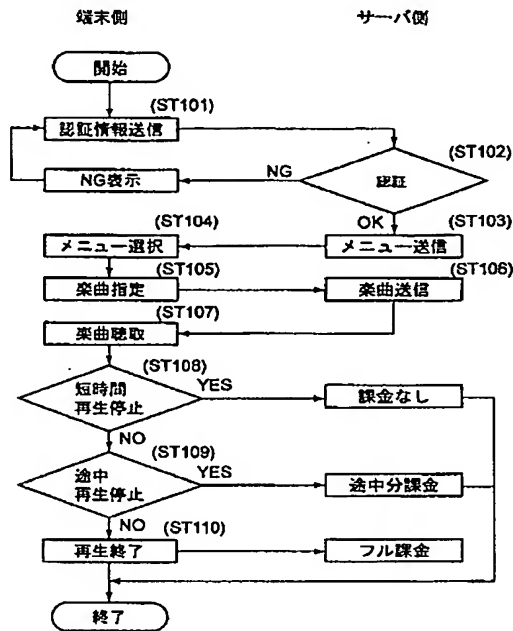 端末側
サーバ側
開始
(ST101)
認証情報送信
(ST102)
NG表示
NG
認証
OK
(ST103)
(ST104)
メニュー選択
メニュー送信
(ST105)
(ST106)
楽曲指定
楽曲送信
(ST107)
楽曲聴取
(ST108)
短時間
再生停止
YES
課金なし
NO
(ST109)
途中
再生停止
YES
途中分課金
NO
(ST110)
再生終了
フル課金
終了